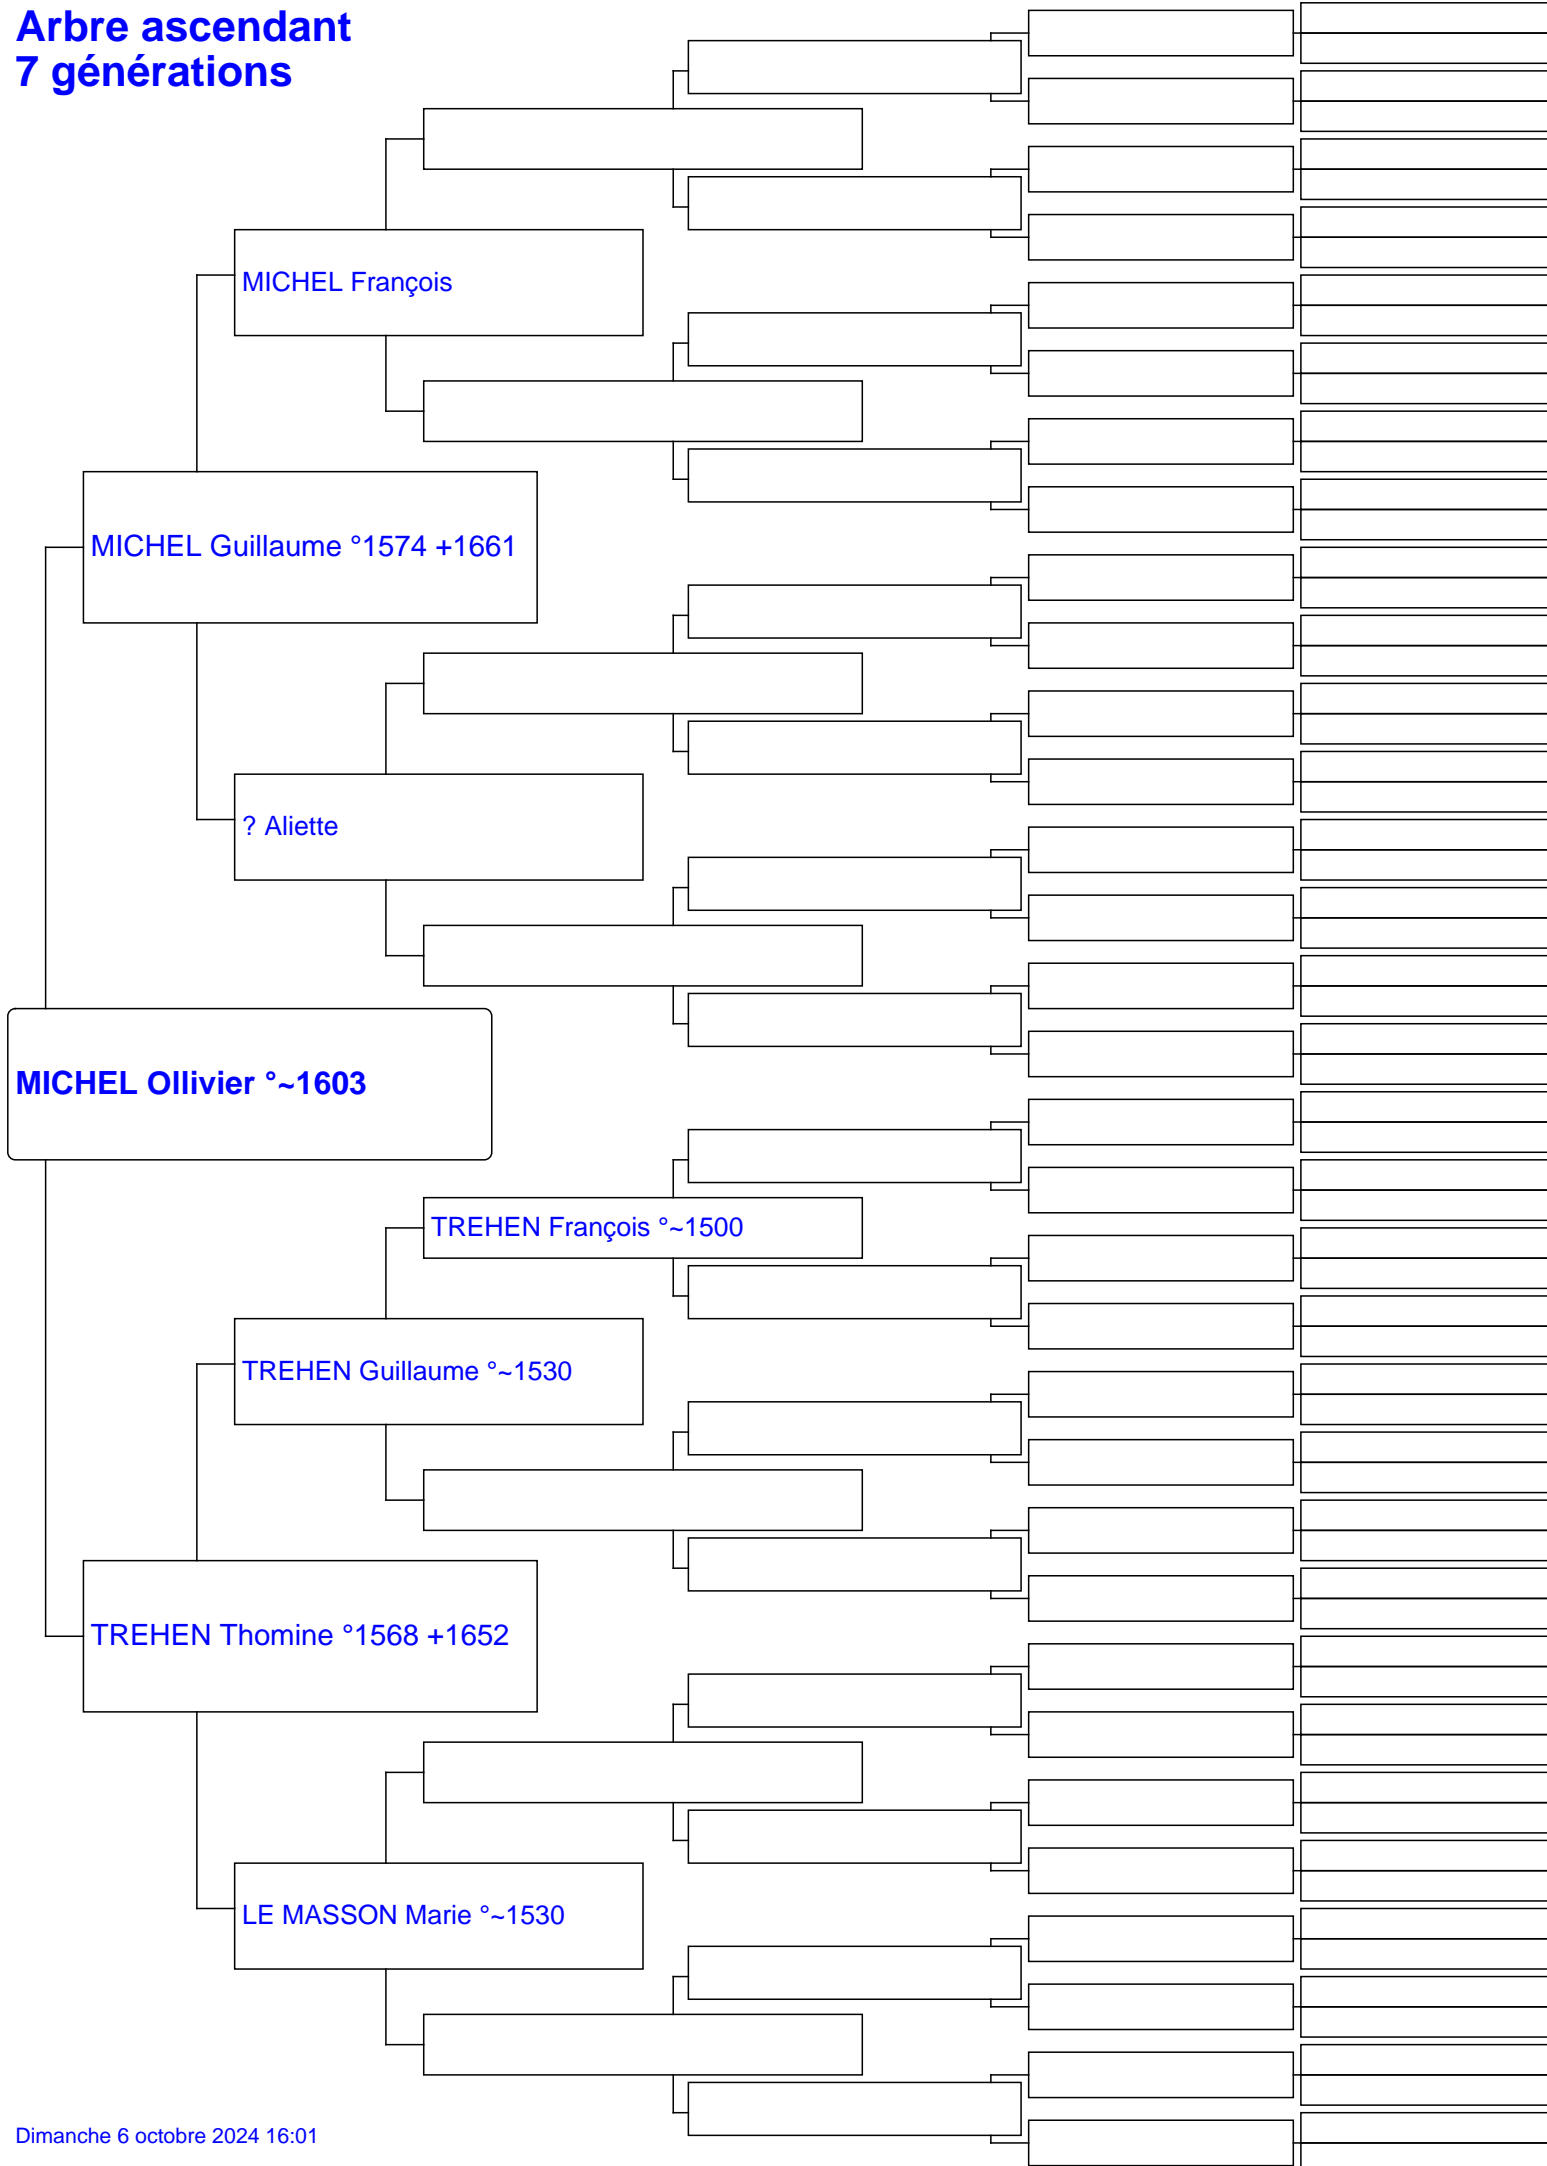 Arbre ascendant
7 générations
MICHEL François
MICHEL Guillaume °1574 +1661
? Aliette
MICHEL Ollivier °~1603
TREHEN François °~1500
TREHEN Guillaume °~1530
TREHEN Thomine °1568 +1652
LE MASSON Marie °~1530
Dimanche 6 octobre 2024 16:01